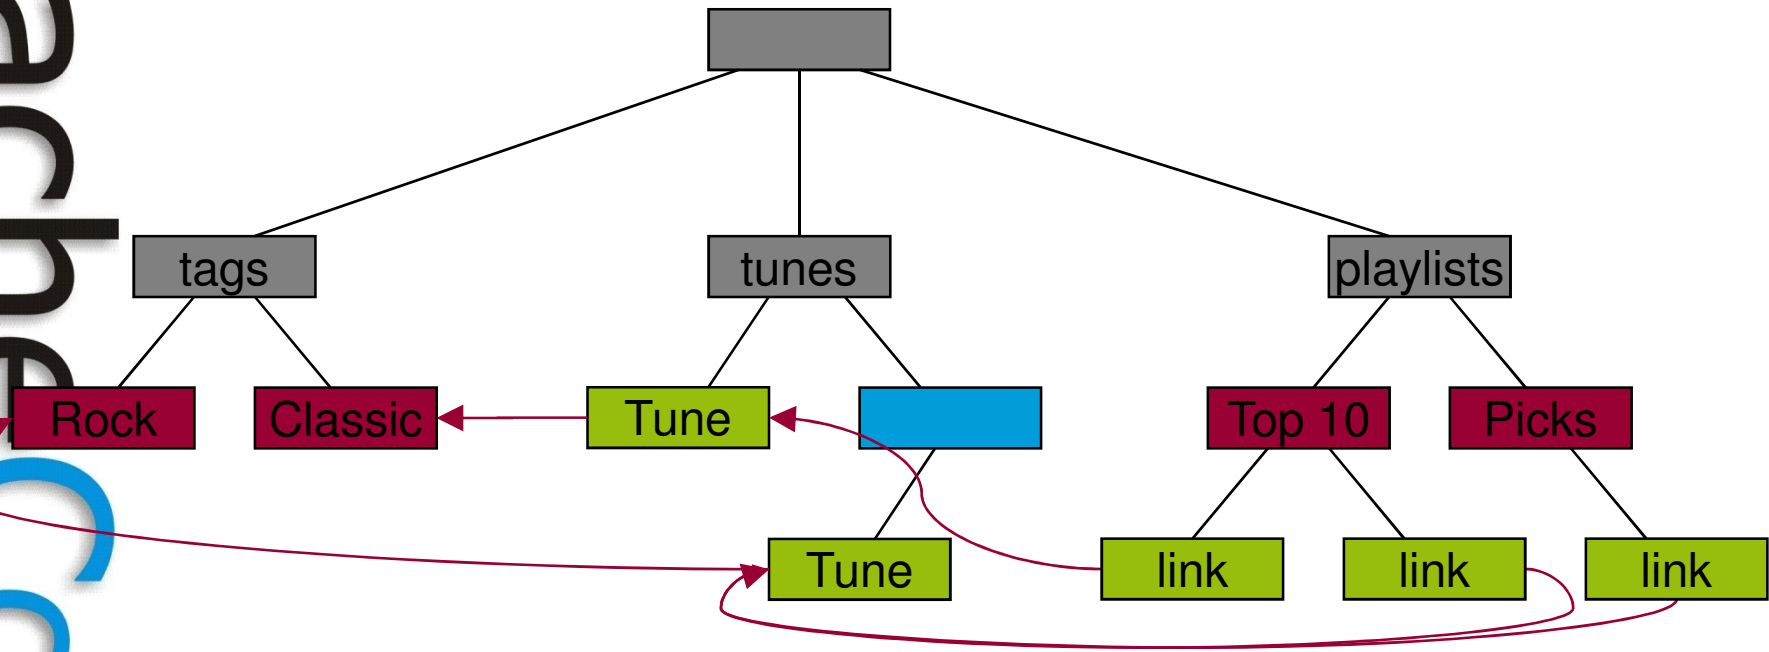 tags
tunes
playlists
Rock
Classic
Tune
Top 10
Picks
Tune
link
link
link